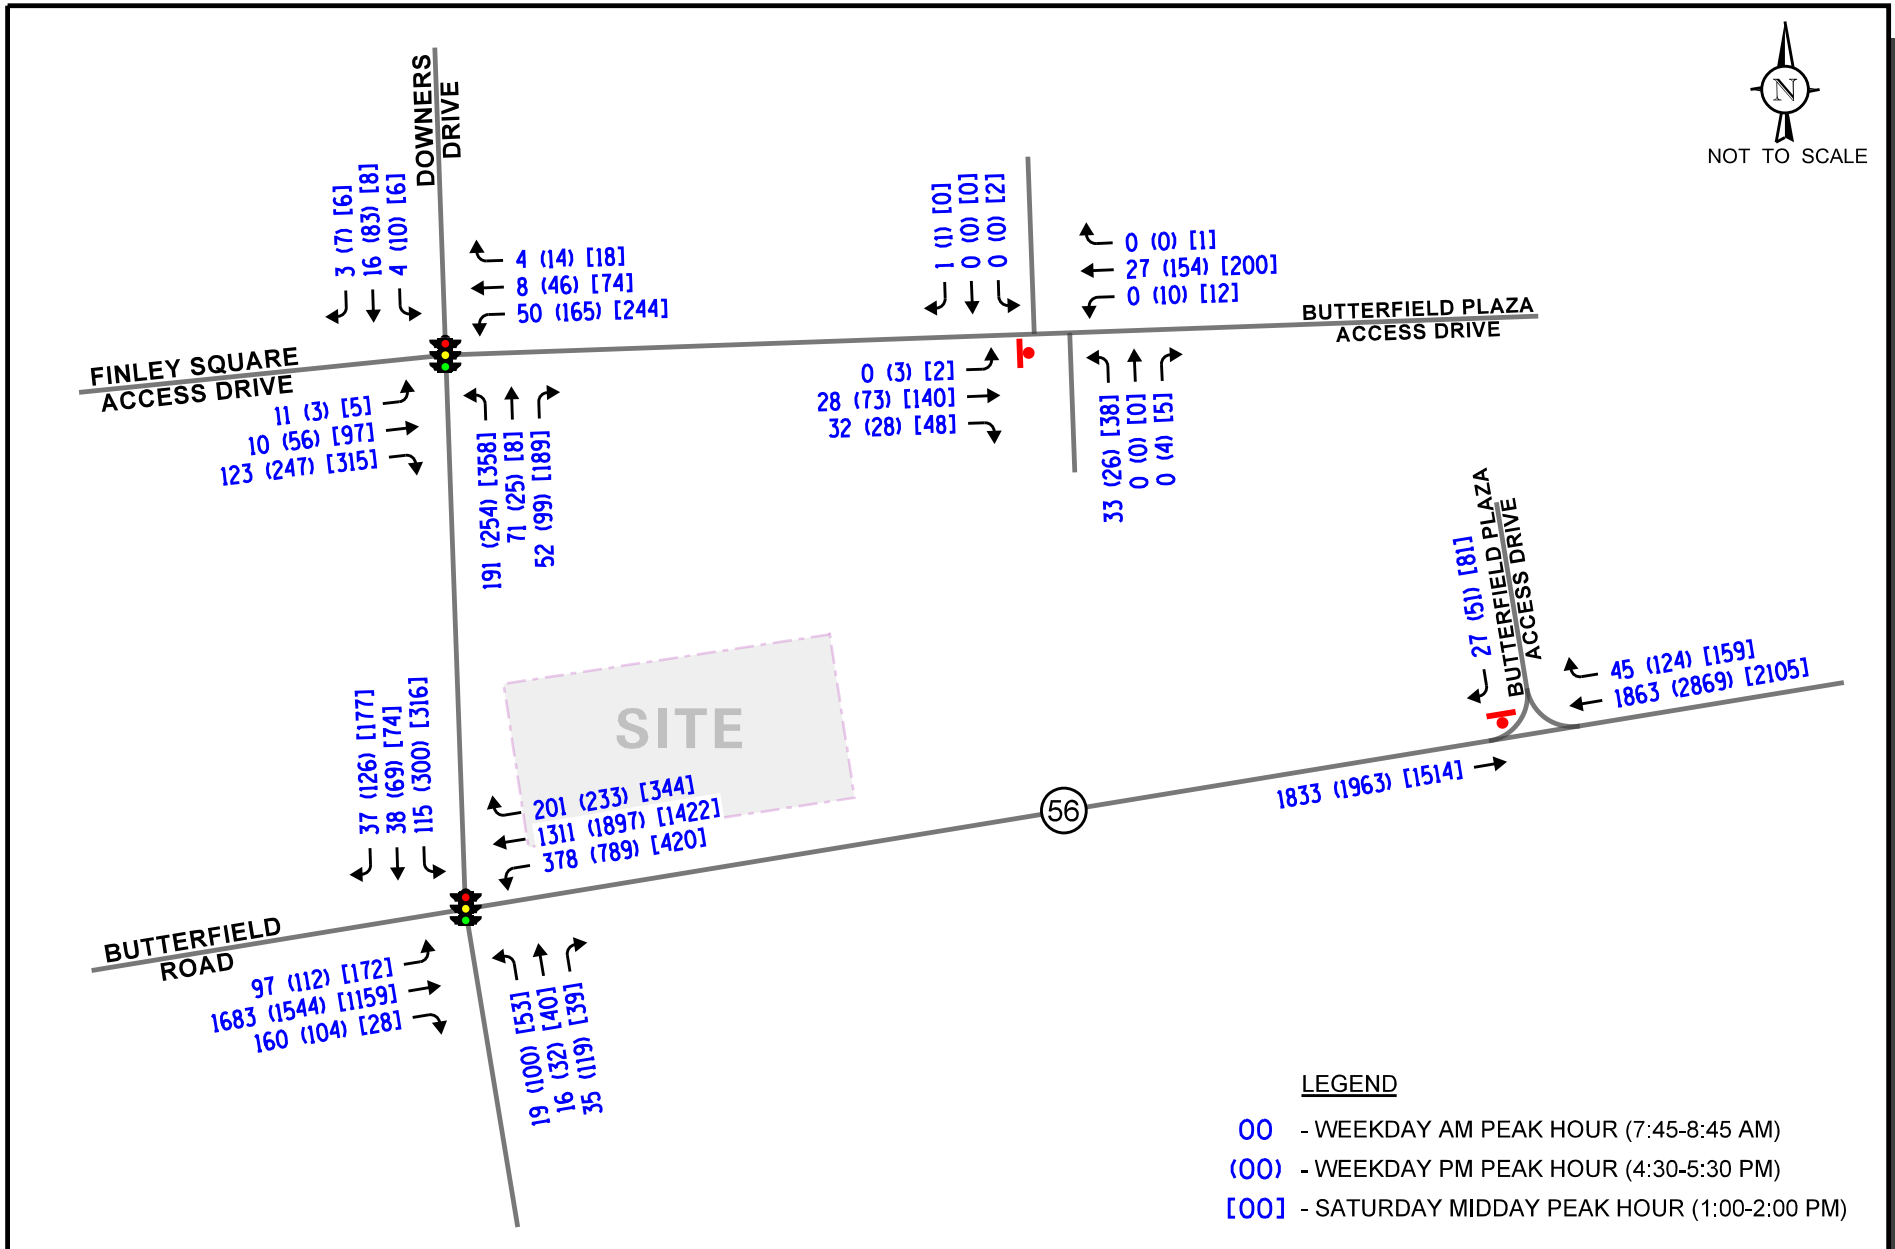 DOWNERS
DRIVE
N
NOT TO SCALE
3 (7) [6]
16 (83) [8]
4 (10) [6]
4 (14) [18]
8 (46) [74]
50 (165) [244]
1 (1) [0]
0 (0) [0]
0 (0) [2]
0 (0) [1]
27 (154) [200]
0 (10) [12]
BUTTERFIELD PLAZA
ACCESS DRIVE
FINLEY SQUARE
ACCESS DRIVE
11 (3) [5]
10 (56) [97]
123 (247) [315]
191 (254) [358]
71 (25) [8]
52 (99) [189]
0 (3) [2]
28 (73) [140]
32 (28) [48]
33 (26) [38]
0 (0) [0]
0 (4) [5]
27 (51) [81]
BUTTERFIELD PLAZA
ACCESS DRIVE
45 (124) [159]
1863 (2869) [2105]
1833 (1963) [1514]
SITE
37 (126) [177]
38 (69) [74]
115 (300) [316]
201 (233) [344]
1311 (1897) [1422]
378 (789) [420]
56
BUTTERFIELD
ROAD
97 (112) [172]
1683 (1544) [1159]
160 (104) [28]
19 (100) [53]
16 (32) [40]
35 (119) [39]
LEGEND
00 - WEEKDAY AM PEAK HOUR (7:45-8:45 AM)
(00) - WEEKDAY PM PEAK HOUR (4:30-5:30 PM)
[00] - SATURDAY MIDDAY PEAK HOUR (1:00-2:00 PM)